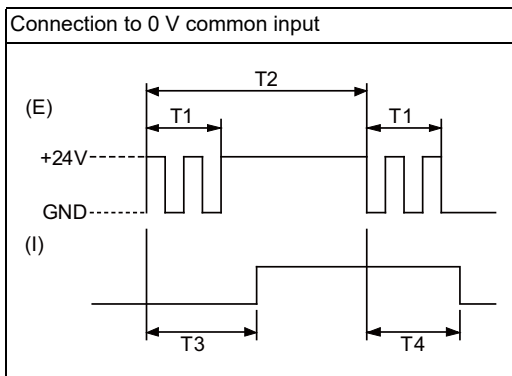 Connection to 0 V common input
T2
(E)
T1
T1
+24V
GND
(I)
T3
T4